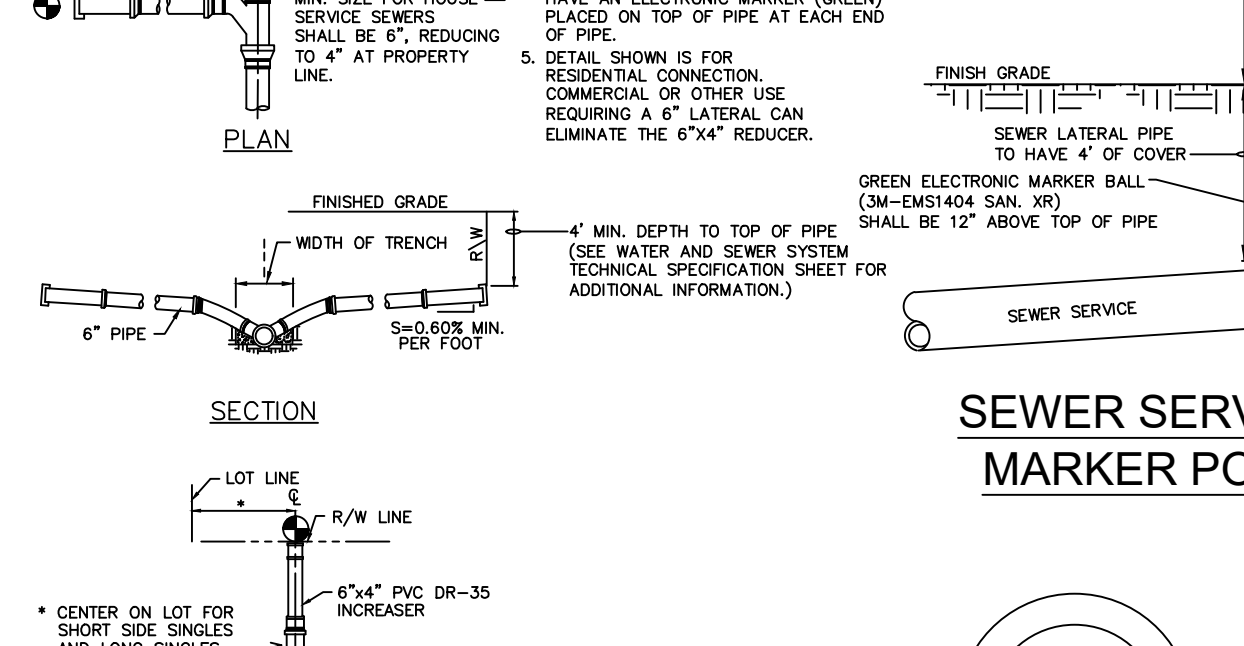 MIN. SIZE FOR HOUSE
SERVICE SEWERS
SHALL BE 6", REDUCING
TO 4" AT PROPERTY
LINE.
PLAN
HAVE AN ELECTRONIC MARKER (GREEN)
PLACED ON TOP OF PIPE AT EACH END
OF PIPE.
5. DETAIL SHOWN IS FOR
RESIDENTIAL CONNECTION.
COMMERCIAL OR OTHER USE
REQUIRING A 6" LATERAL CAN
ELIMINATE THE 6"X4" REDUCER.
FINISH GRADE
SEWER LATERAL PIPE
TO HAVE 4' OF COVER
GREEN ELECTRONIC MARKER BALL
(3M-EMS1404 SAN. XR)
SHALL BE 12" ABOVE TOP OF PIPE
SEWER SERVICE
SEWER SERV
MARKER PO
FINISHED GRADE
WIDTH OF TRENCH
R\W
4' MIN. DEPTH TO TOP OF PIPE
(SEE WATER AND SEWER SYSTEM
TECHNICAL SPECIFICATION SHEET FOR
ADDITIONAL INFORMATION.)
6" PIPE
S=0.60% MIN.
PER FOOT
SECTION
LOT LINE
℄
*
R/W LINE
6"x4" PVC DR-35
INCREASER
* CENTER ON LOT FOR
SHORT SIDE SINGLES
AND LONG SINGLES